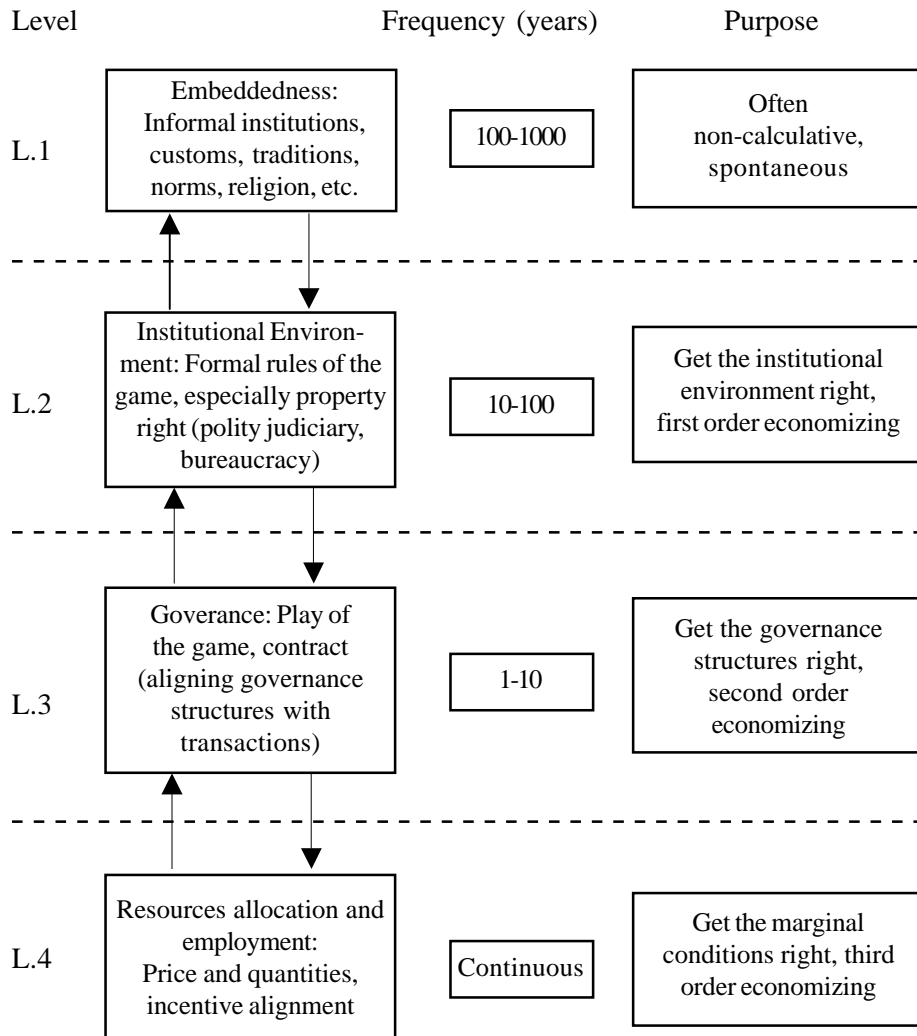 Level Frequency (years) Purpose
L.1
Embeddedness:
Informal institutions,
customs, traditions,
norms, religion, etc.
100-1000
Often
non-calculative,
spontaneous
L.2
Institutional Environ-
ment: Formal rules of the
game, especially property
right (polity judiciary,
bureaucracy)
10-100
Get the institutional
environment right,
first order economizing
L.3
Goverance: Play of
the game, contract
(aligning governance
structures with
transactions)
1-10
Get the governance
structures right,
second order
economizing
L.4
Resources allocation and
employment:
Price and quantities,
incentive alignment
Continuous
Get the marginal
conditions right, third
order economizing